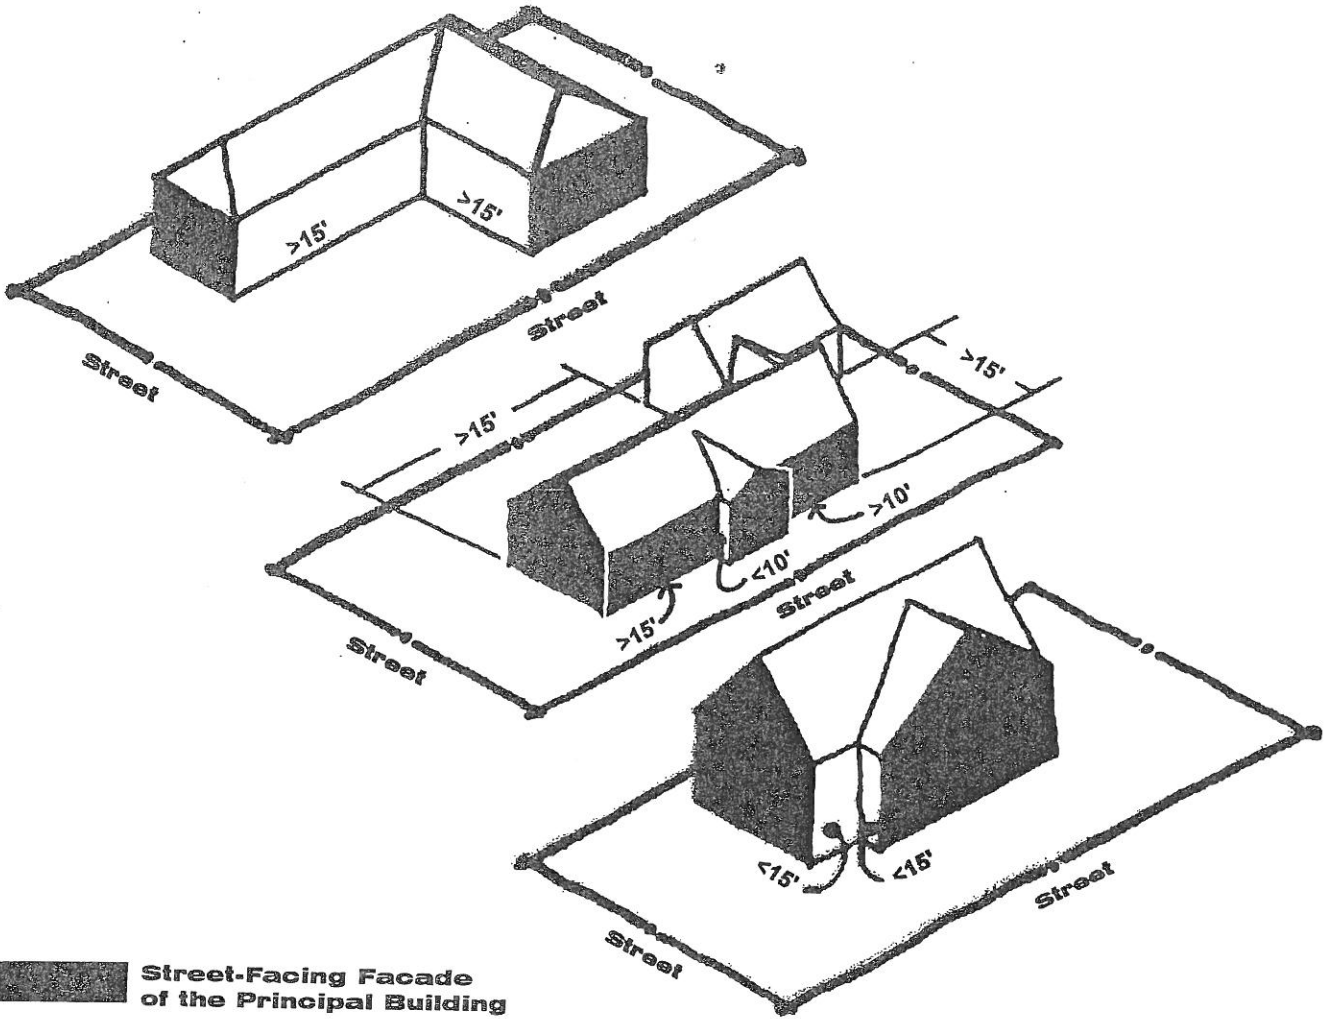 >15'
>15'
Street
Street
>15'
>15'
>10'
<10'
>15'
Street
Street
<15'
<15'
Street
Street
Street-Facing Facade
of the Principal Building